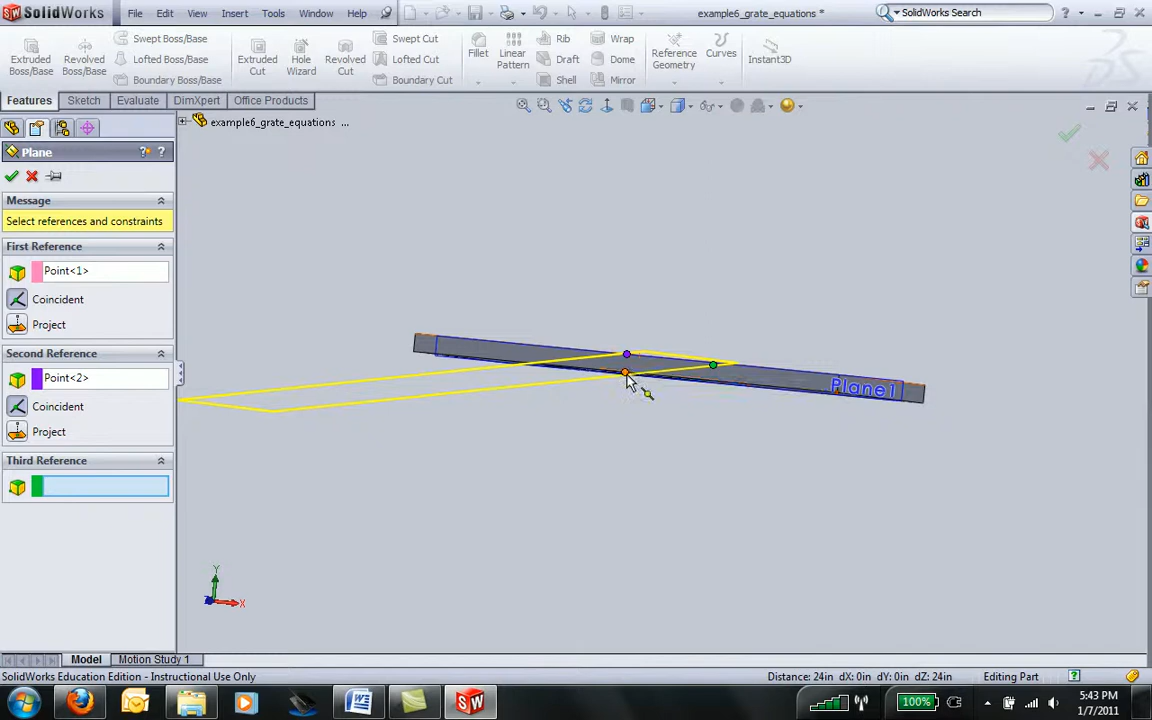 SolidWorks File Edit View Insert Tools Window Help example6_grate_equations * SolidWorks Search
Extruded Boss/Base
Revolved Boss/Base
Swept Boss/Base
Lofted Boss/Base
Boundary Boss/Base
Extruded Cut
Hole Wizard
Revolved Cut
Swept Cut
Lofted Cut
Boundary Cut
Fillet
Linear Pattern
Rib
Draft
Shell
Wrap
Dome
Mirror
Reference Geometry
Curves
Instant3D
Features Sketch Evaluate DimXpert Office Products
example6_grate_equations ...
Plane ?
Message
Select references and constraints
First Reference
Point<1>
Coincident
Project
Second Reference
Point<2>
Coincident
Project
Third Reference
Plane1
Y
X
Model Motion Study 1
SolidWorks Education Edition - Instructional Use Only Distance: 24in dX: 0in dY: 0in dZ: 24in Editing Part
100% 5:43 PM
1/7/2011